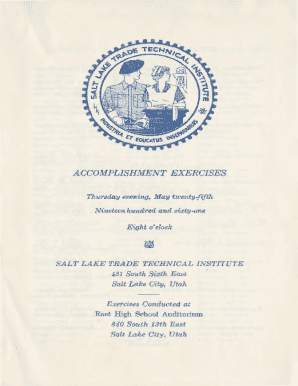 SALT LAKE TRADE TECHNICAL INSTITUTE
INDUSTRIA ET EDUCATUS INSEPARABILES
ACCOMPLISHMENT EXERCISES
Thursday evening, May twenty-fifth
Nineteen hundred and sixty-one
Eight o'clock
SALT LAKE TRADE TECHNICAL INSTITUTE
431 South Sixth East
Salt Lake City, Utah
Exercises Conducted at
East High School Auditorium
840 South 13th East
Salt Lake City, Utah